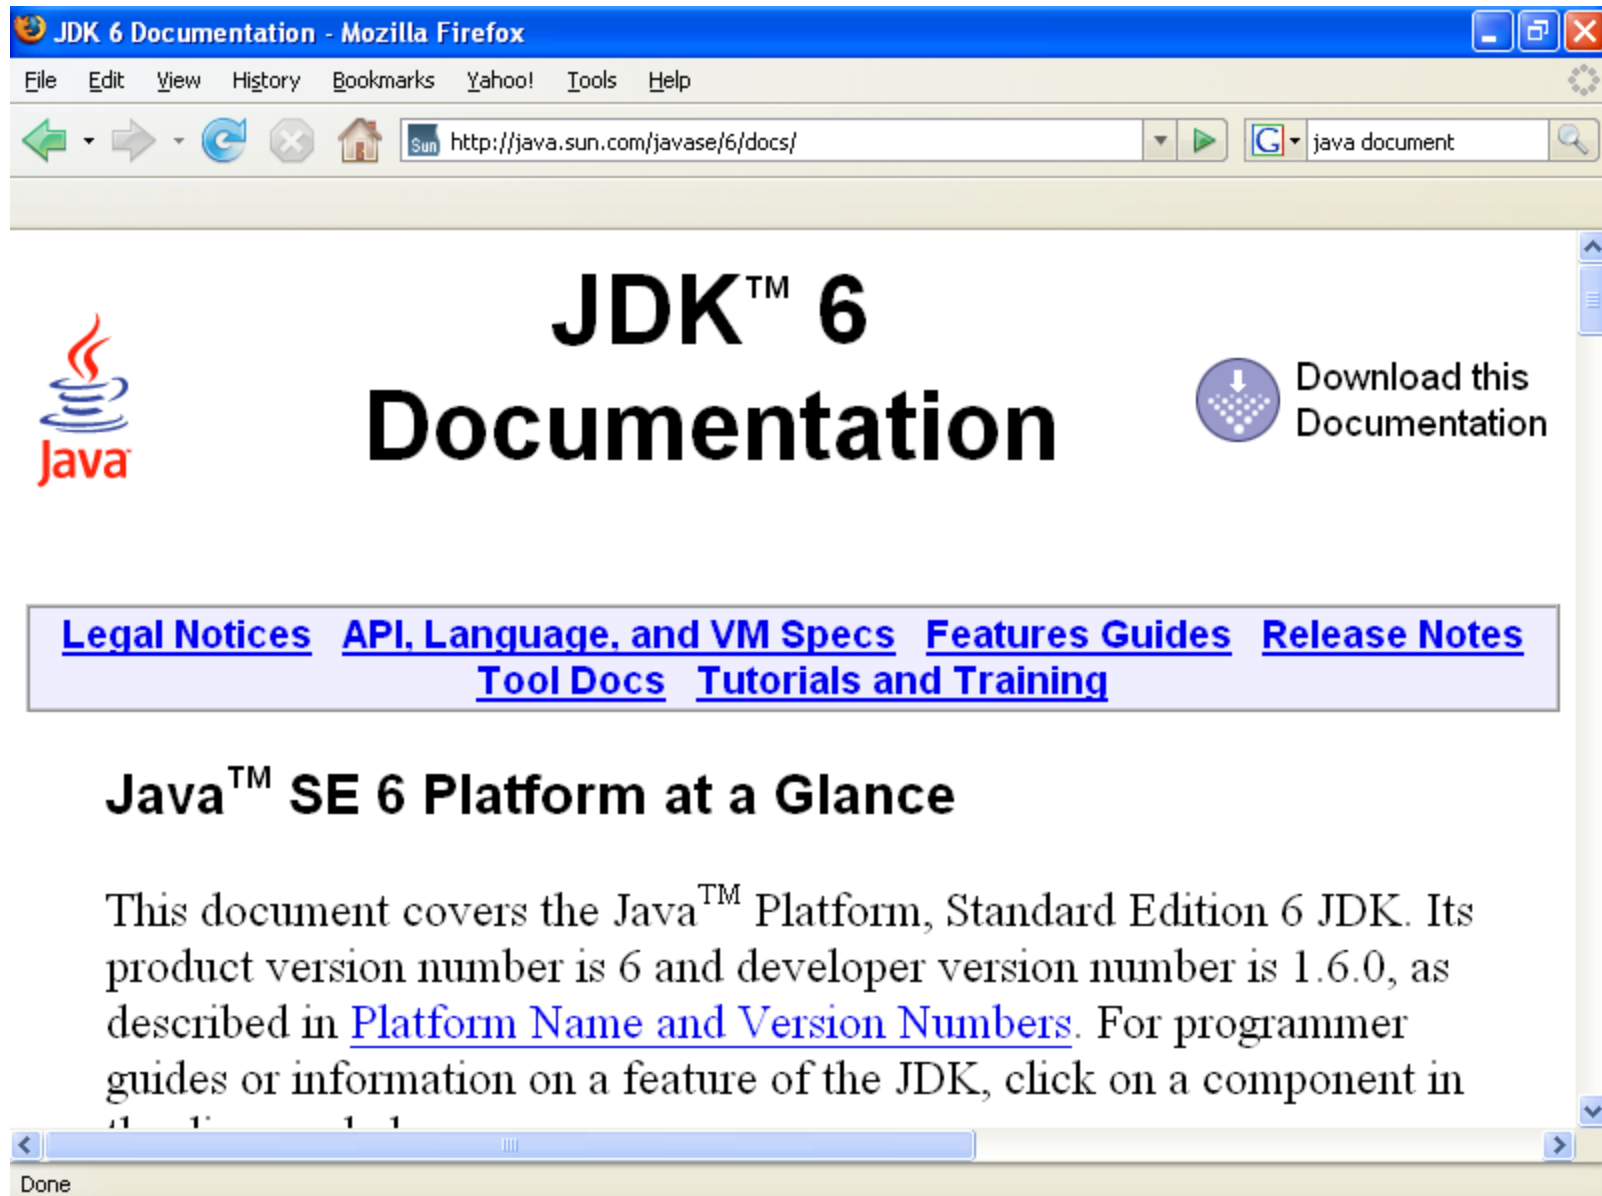 JDK 6 Documentation - Mozilla Firefox
File Edit View History Bookmarks Yahoo! Tools Help
Sun http://java.sun.com/javase/6/docs/ G java document
JDK™ 6
Documentation
Java
Download this
Documentation
Legal Notices API, Language, and VM Specs Features Guides Release Notes
Tool Docs Tutorials and Training
Java™ SE 6 Platform at a Glance
This document covers the Java™ Platform, Standard Edition 6 JDK. Its
product version number is 6 and developer version number is 1.6.0, as
described in Platform Name and Version Numbers. For programmer
guides or information on a feature of the JDK, click on a component in
Done